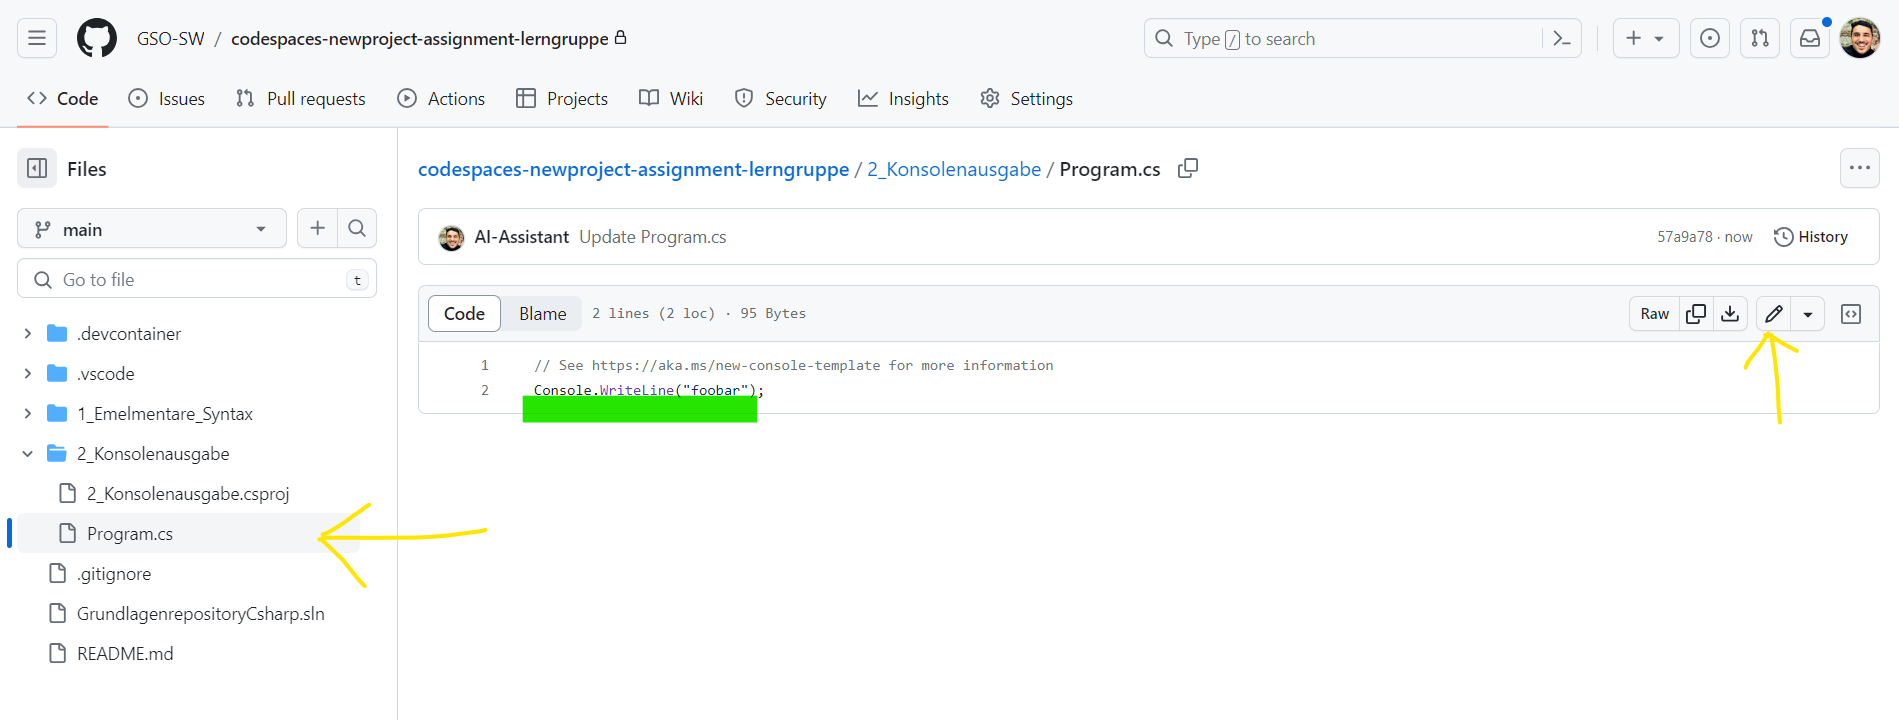 GSO-SW / codespaces-newproject-assignment-lerngruppe
Type / to search
Code
Issues
Pull requests
Actions
Projects
Wiki
Security
Insights
Settings
Files
main
Go to file
t
.devcontainer
.vscode
1_Emelmentare_Syntax
2_Konsolenausgabe
2_Konsolenausgabe.csproj
Program.cs
.gitignore
GrundlagenrepositoryCsharp.sln
README.md
codespaces-newproject-assignment-lerngruppe / 2_Konsolenausgabe / Program.cs
AI-Assistant Update Program.cs
57a9a78 · now
History
Code
Blame
2 lines (2 loc) · 95 Bytes
Raw
1 // See https://aka.ms/new-console-template for more information
2 Console.WriteLine("foobar");